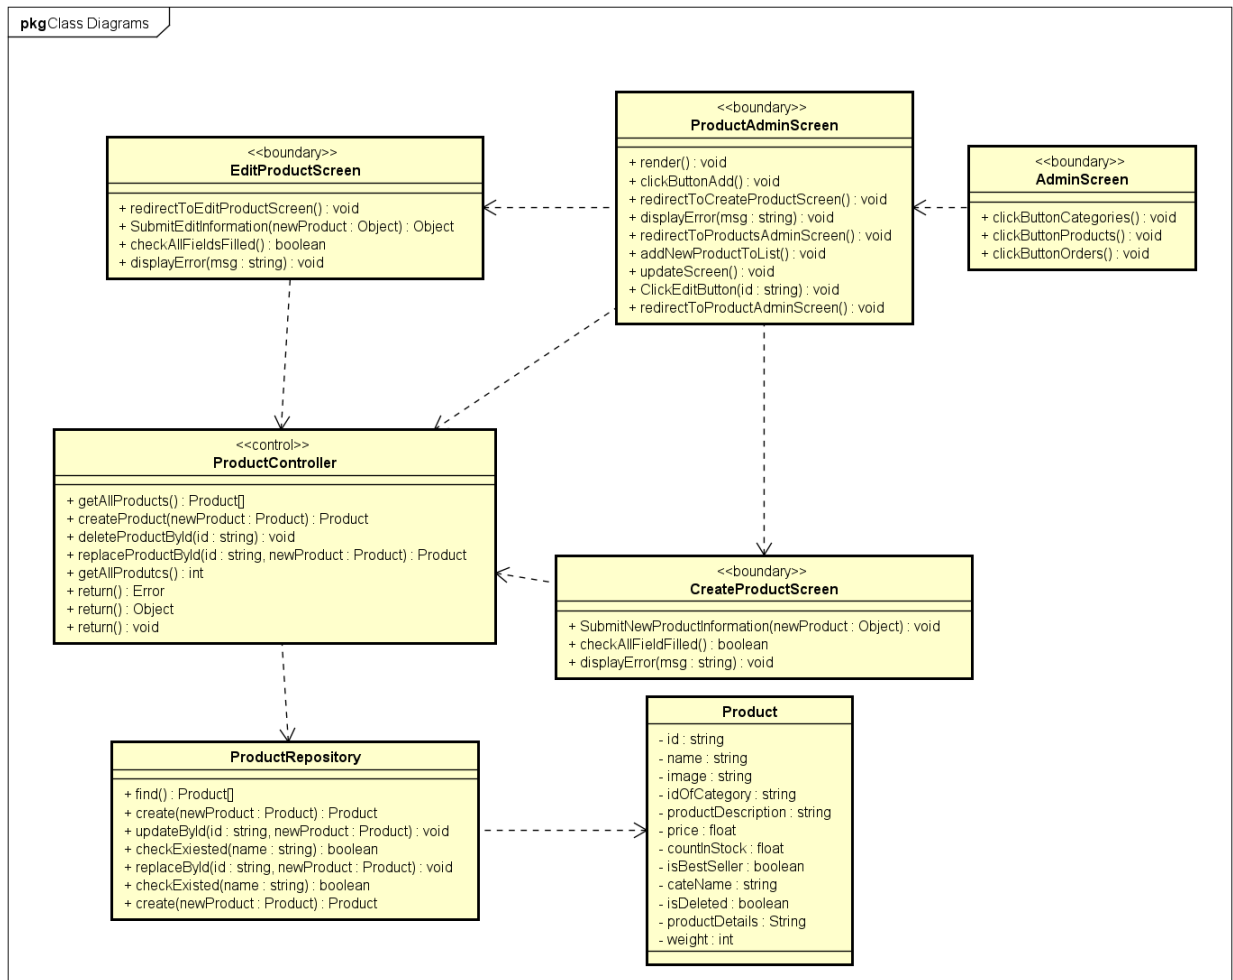 pkg Class Diagrams
<<boundary>>
EditProductScreen
+ redirectToEditProductScreen() : void
+ SubmitEditInformation(newProduct : Object) : Object
+ checkAllFieldsFilled() : boolean
+ displayError(msg : string) : void
<<boundary>>
ProductAdminScreen
+ render() : void
+ clickButtonAdd() : void
+ redirectToCreateProductScreen() : void
+ displayError(msg : string) : void
+ redirectToProductsAdminScreen() : void
+ addNewProductToList() : void
+ updateScreen() : void
+ ClickEditButton(id : string) : void
+ redirectToProductAdminScreen() : void
<<boundary>>
AdminScreen
+ clickButtonCategories() : void
+ clickButtonProducts() : void
+ clickButtonOrders() : void
<<control>>
ProductController
+ getAllProducts() : Product[]
+ createProduct(newProduct : Product) : Product
+ deleteProductById(id : string) : void
+ replaceProductById(id : string, newProduct : Product) : Product
+ getAllProdutcs() : int
+ return() : Error
+ return() : Object
+ return() : void
<<boundary>>
CreateProductScreen
+ SubmitNewProductInformation(newProduct : Object) : void
+ checkAllFieldFilled() : boolean
+ displayError(msg : string) : void
ProductRepository
+ find() : Product[]
+ create(newProduct : Product) : Product
+ updateById(id : string, newProduct : Product) : void
+ checkExiested(name : string) : boolean
+ replaceById(id : string, newProduct : Product) : void
+ checkExisted(name : string) : boolean
+ create(newProduct : Product) : Product
Product
- id : string
- name : string
- image : string
- idOfCategory : string
- productDescription : string
- price : float
- countInStock : float
- isBestSeller : boolean
- cateName : string
- isDeleted : boolean
- productDetails : String
- weight : int